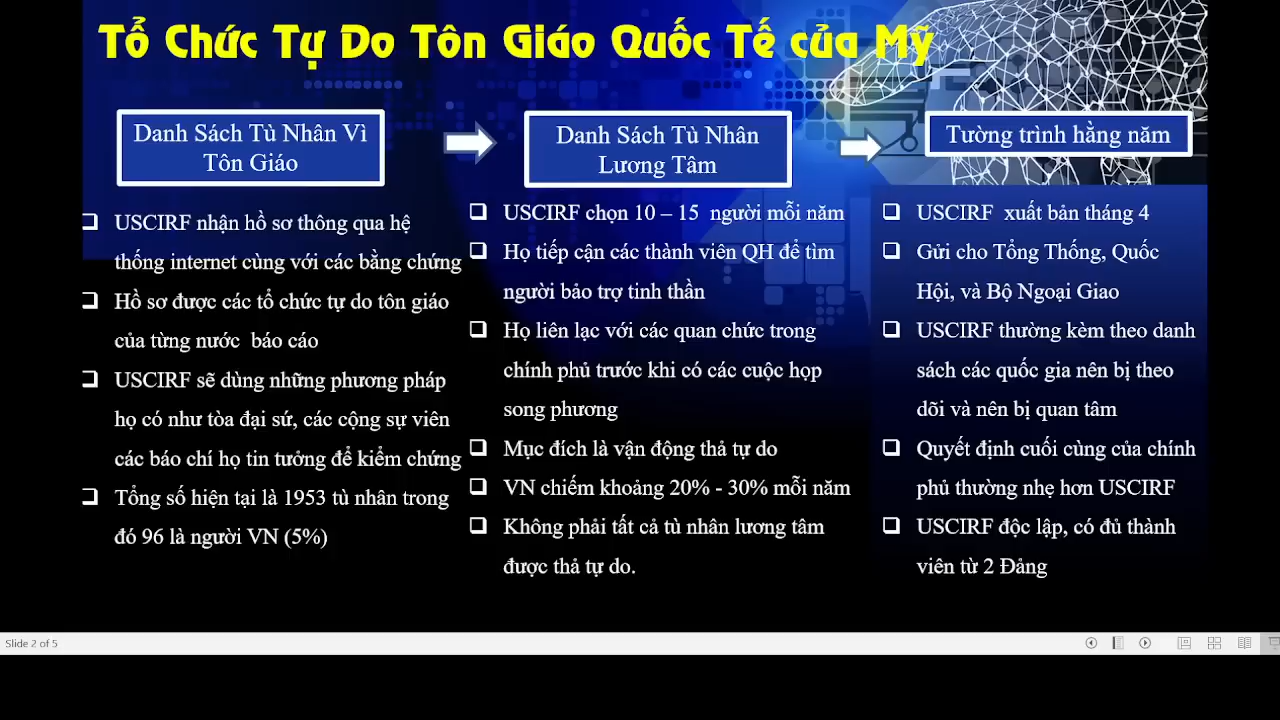 Tổ Chức Tự Do Tôn Giáo Quốc Tế của Mỹ
Danh Sách Tù Nhân Vì
Tôn Giáo
USCIRF nhận hồ sơ thông qua hệ
thống internet cùng với các bằng chứng
Hồ sơ được các tổ chức tự do tôn giáo
của từng nước báo cáo
USCIRF sẽ dùng những phương pháp
họ có như tòa đại sứ, các cộng sự viên
các báo chí họ tin tưởng để kiểm chứng
Tổng số hiện tại là 1953 tù nhân trong
đó 96 là người VN (5%)
Danh Sách Tù Nhân
Lương Tâm
USCIRF chọn 10 – 15 người mỗi năm
Họ tiếp cận các thành viên QH để tìm
người bảo trợ tinh thần
Họ liên lạc với các quan chức trong
chính phủ trước khi có các cuộc họp
song phương
Mục đích là vận động thả tự do
VN chiếm khoảng 20% - 30% mỗi năm
Không phải tất cả tù nhân lương tâm
được thả tự do.
Tường trình hằng năm
USCIRF xuất bản tháng 4
Gửi cho Tổng Thống, Quốc
Hội, và Bộ Ngoại Giao
USCIRF thường kèm theo danh
sách các quốc gia nên bị theo
dõi và nên bị quan tâm
Quyết định cuối cùng của chính
phủ thường nhẹ hơn USCIRF
USCIRF độc lập, có đủ thành
viên từ 2 Đảng
Slide 2 of 5